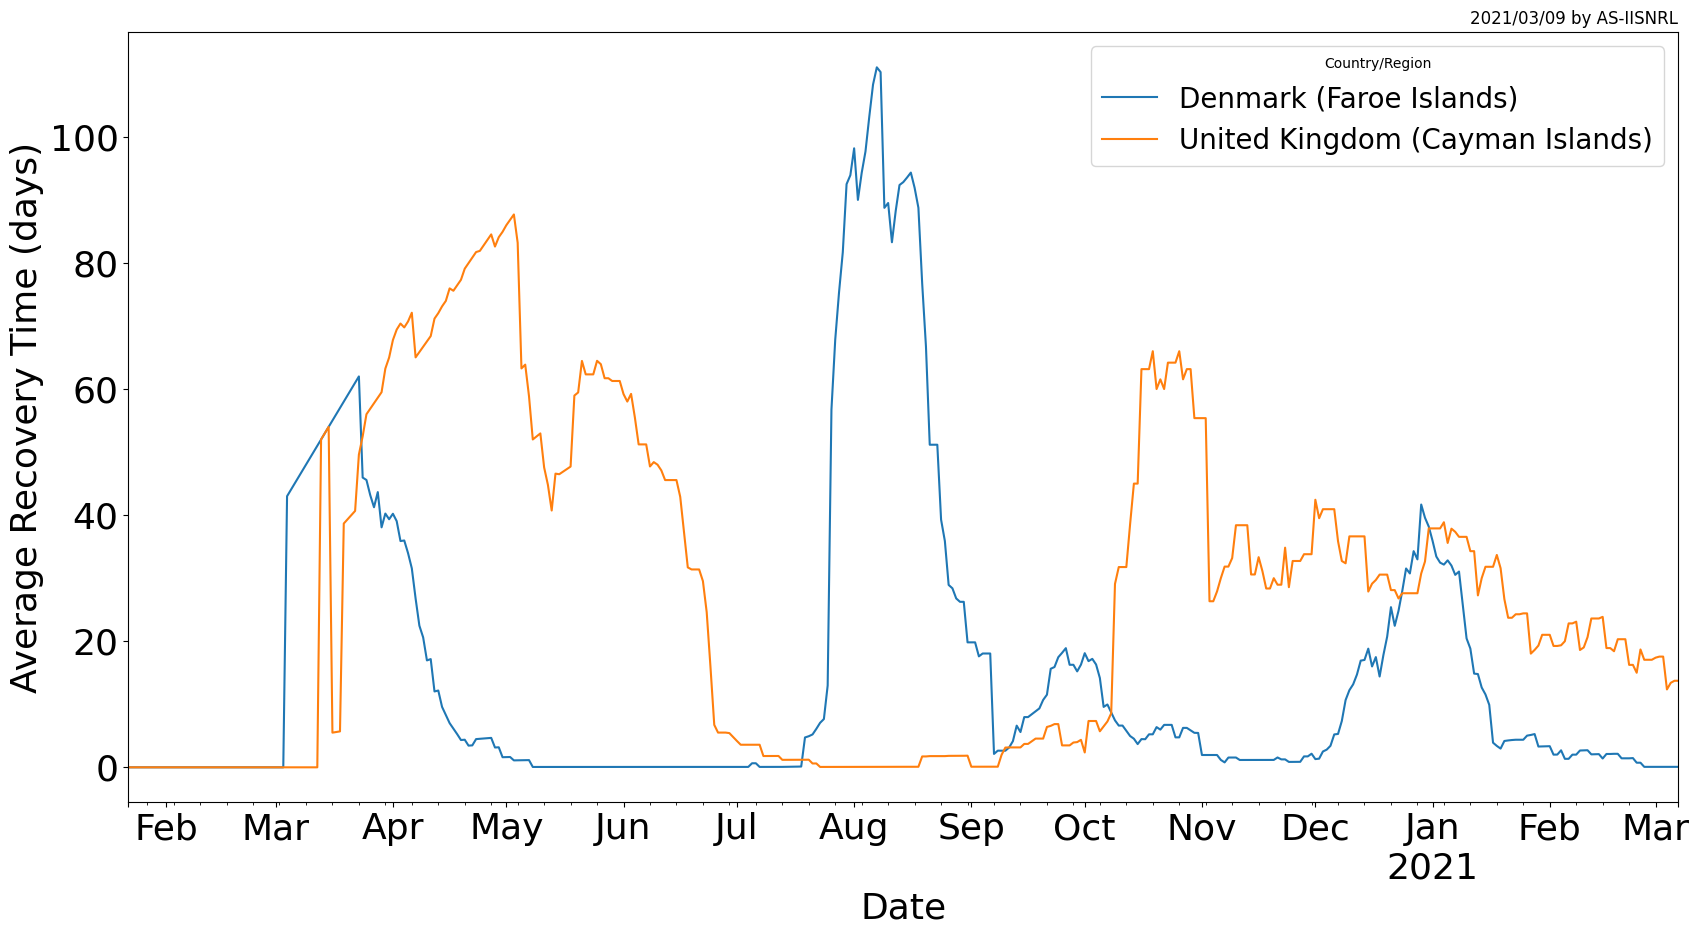 2021/03/09 by AS-IISNRL
Country/Region
Denmark (Faroe Islands)
United Kingdom (Cayman Islands)
Average Recovery Time (days)
100
80
60
40
20
0
Feb Mar Apr May Jun Jul Aug Sep Oct Nov Dec Jan Feb Mar
2021
Date